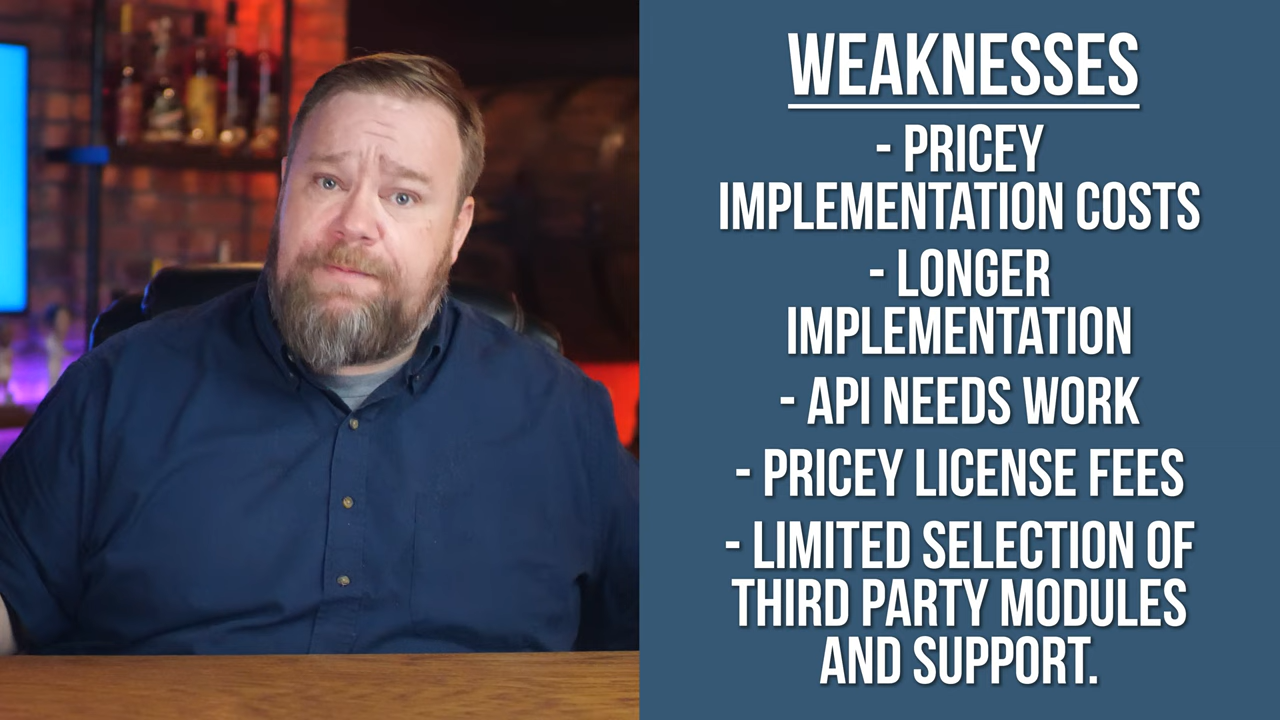 WEAKNESSES
- PRICEY
IMPLEMENTATION COSTS
- LONGER
IMPLEMENTATION
- API NEEDS WORK
- PRICEY LICENSE FEES
- LIMITED SELECTION OF
THIRD PARTY MODULES
AND SUPPORT.